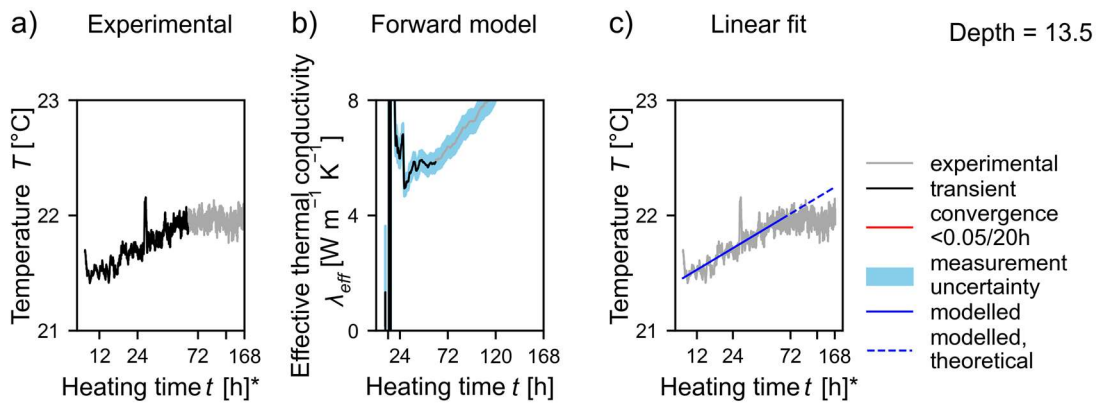 a) Experimental
b) Forward model
c) Linear fit
Depth = 13.5
Temperature T [°C]
23
22
21
12 24 72 168
Heating time t [h]*
Effective thermal conductivity
λeff [W m⁻¹ K⁻¹]
8
4
0
24 72 120 168
Heating time t [h]
Temperature T [°C]
23
22
21
12 24 72 168
Heating time t [h]*
experimental
transient
convergence
<0.05/20h
measurement
uncertainty
modelled
modelled,
theoretical